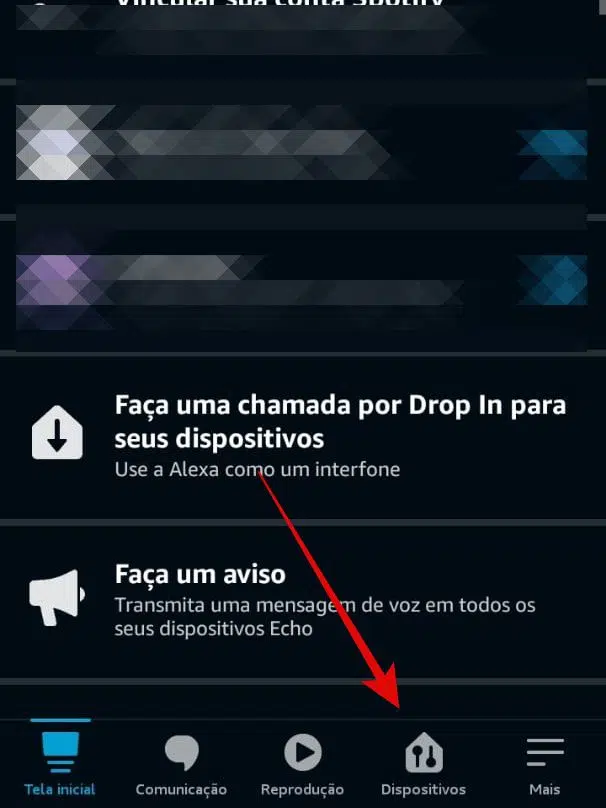 Vincular sua conta Spotify
Faça uma chamada por Drop In para
seus dispositivos
Use a Alexa como um interfone
Faça um aviso
Transmita uma mensagem de voz em todos os
seus dispositivos Echo
Tela inicial
Comunicação
Reprodução
Dispositivos
Mais